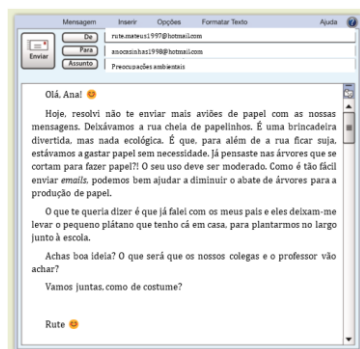 Mensagem Inserir Opções Formatar Texto Ajuda
Enviar
De rute.mateus1997@hotmail.com
Para anocasinhas1998@hotmail.com
Assunto Preocupações ambientais
Olá, Ana!
Hoje, resolvi não te enviar mais aviões de papel com as nossas
mensagens. Deixávamos a rua cheia de papelinhos. É uma brincadeira
divertida, mas nada ecológica. É que, para além de a rua ficar suja,
estávamos a gastar papel sem necessidade. Já pensaste nas árvores que se
cortam para fazer papel?! O seu uso deve ser moderado. Como é tão fácil
enviar emails, podemos bem ajudar a diminuir o abate de árvores para a
produção de papel.
O que te queria dizer é que já falei com os meus pais e eles deixam-me
levar o pequeno plátano que tenho cá em casa, para plantarmos no largo
junto à escola.
Achas boa ideia? O que será que os nossos colegas e o professor vão
achar?
Vamos juntas, como de costume?
Rute